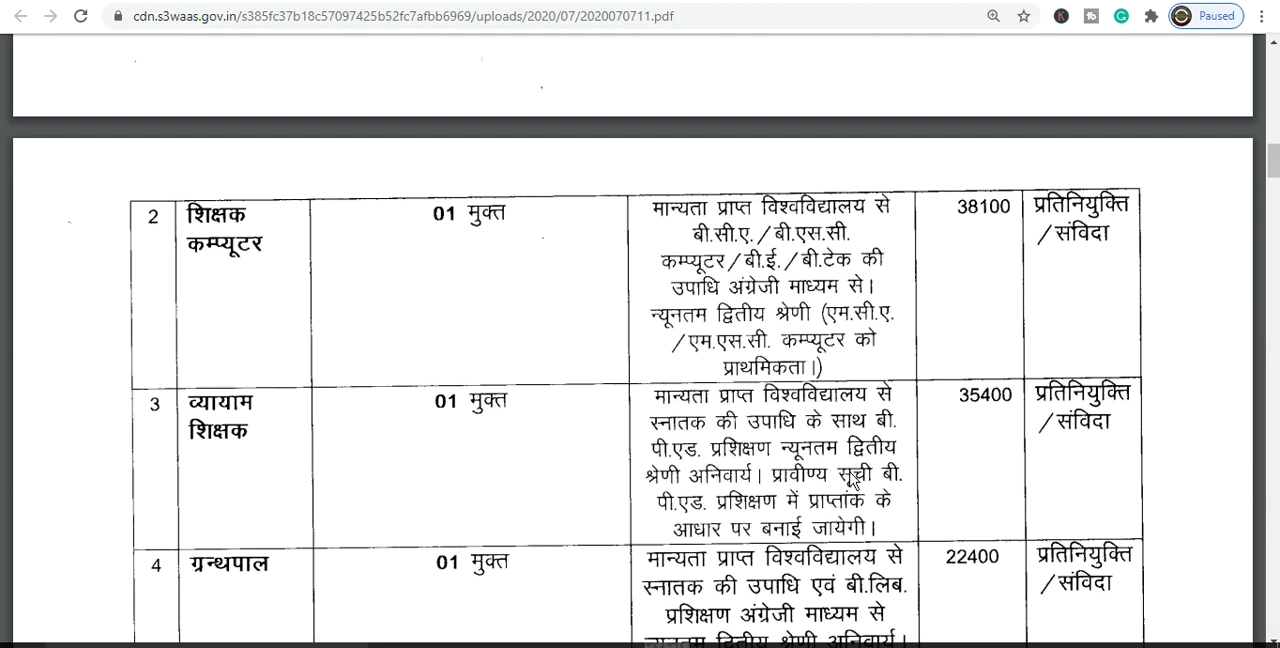 cdn.s3waas.gov.in/s385fc37b18c57097425b52fc7afbb6969/uploads/2020/07/2020070711.pdf
Paused
2
शिक्षक
कम्प्यूटर
01 मुक्त
मान्यता प्राप्त विश्वविद्यालय से
बी.सी.ए./बी.एस.सी.
कम्प्यूटर/बी.ई./बी.टेक की
उपाधि अंग्रेजी माध्यम से।
न्यूनतम द्वितीय श्रेणी (एम.सी.ए.
/एम.एस.सी. कम्प्यूटर को
प्राथमिकता।)
38100
प्रतिनियुक्ति
/संविदा
3
व्यायाम
शिक्षक
01 मुक्त
मान्यता प्राप्त विश्वविद्यालय से
स्नातक की उपाधि के साथ बी.
पी.एड. प्रशिक्षण न्यूनतम द्वितीय
श्रेणी अनिवार्य। प्रावीण्य सूची बी.
पी.एड. प्रशिक्षण में प्राप्तांक के
आधार पर बनाई जायेगी।
35400
प्रतिनियुक्ति
/संविदा
4
ग्रन्थपाल
01 मुक्त
मान्यता प्राप्त विश्वविद्यालय से
स्नातक की उपाधि एवं बी.लिब.
प्रशिक्षण अंग्रेजी माध्यम से
न्यूनतम द्वितीय श्रेणी अनिवार्य।
22400
प्रतिनियुक्ति
/संविदा